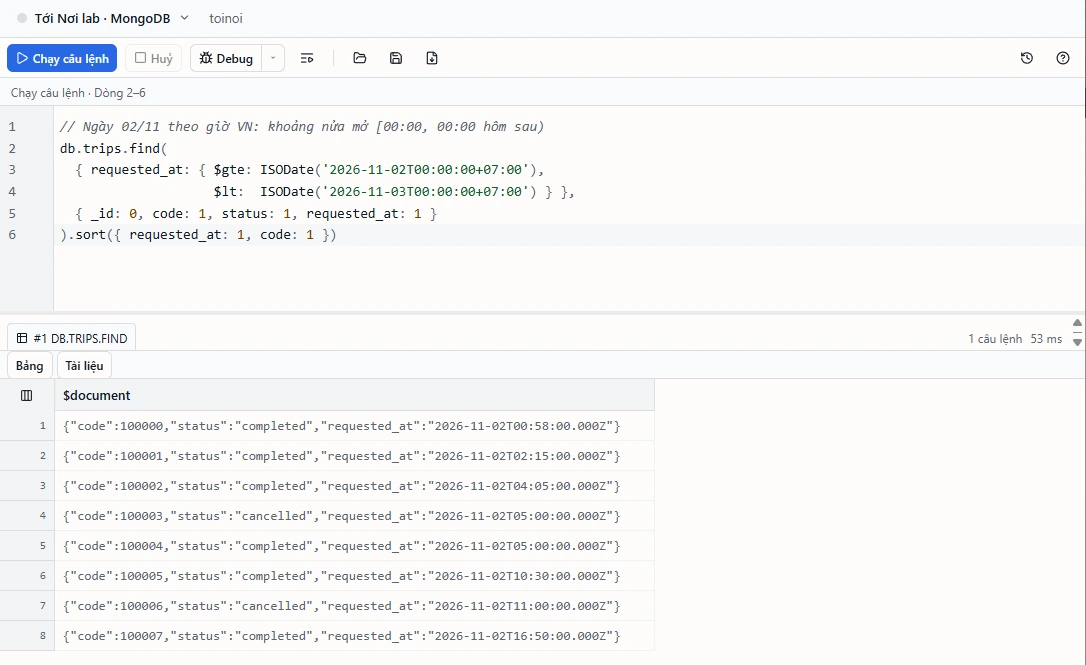 Tới Nơi lab · MongoDB toinoi
Chạy câu lệnh Huỷ Debug
Chạy câu lệnh · Dòng 2–6
1 // Ngày 02/11 theo giờ VN: khoảng nửa mở [00:00, 00:00 hôm sau)
2 db.trips.find(
3 { requested_at: { $gte: ISODate('2026-11-02T00:00:00+07:00'),
4 $lt: ISODate('2026-11-03T00:00:00+07:00') } },
5 { _id: 0, code: 1, status: 1, requested_at: 1 }
6 ).sort({ requested_at: 1, code: 1 })
#1 DB.TRIPS.FIND 1 câu lệnh 53 ms
Bảng Tài liệu
$document
1 {"code":100000,"status":"completed","requested_at":"2026-11-02T00:58:00.000Z"}
2 {"code":100001,"status":"completed","requested_at":"2026-11-02T02:15:00.000Z"}
3 {"code":100002,"status":"completed","requested_at":"2026-11-02T04:05:00.000Z"}
4 {"code":100003,"status":"cancelled","requested_at":"2026-11-02T05:00:00.000Z"}
5 {"code":100004,"status":"completed","requested_at":"2026-11-02T05:00:00.000Z"}
6 {"code":100005,"status":"completed","requested_at":"2026-11-02T10:30:00.000Z"}
7 {"code":100006,"status":"cancelled","requested_at":"2026-11-02T11:00:00.000Z"}
8 {"code":100007,"status":"completed","requested_at":"2026-11-02T16:50:00.000Z"}